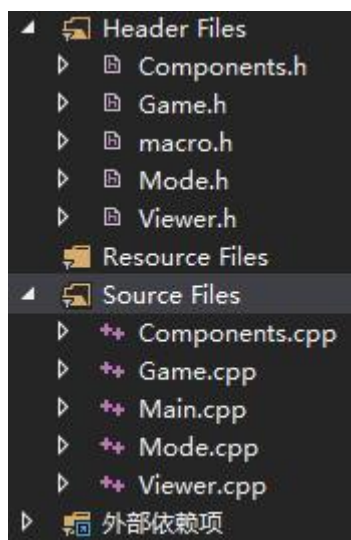 Header Files
Components.h
Game.h
macro.h
Mode.h
Viewer.h
Resource Files
Source Files
Components.cpp
Game.cpp
Main.cpp
Mode.cpp
Viewer.cpp
外部依赖项